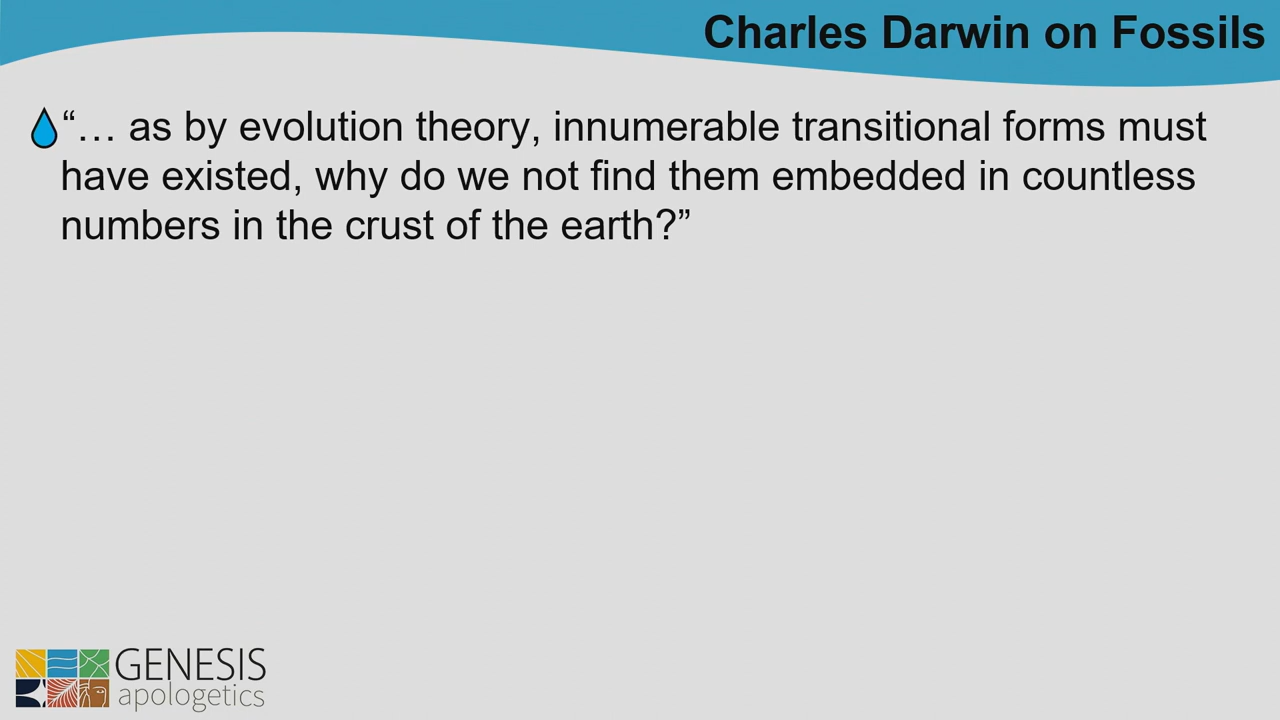 Charles Darwin on Fossils
“… as by evolution theory, innumerable transitional forms must
have existed, why do we not find them embedded in countless
numbers in the crust of the earth?”
GENESIS
apologetics